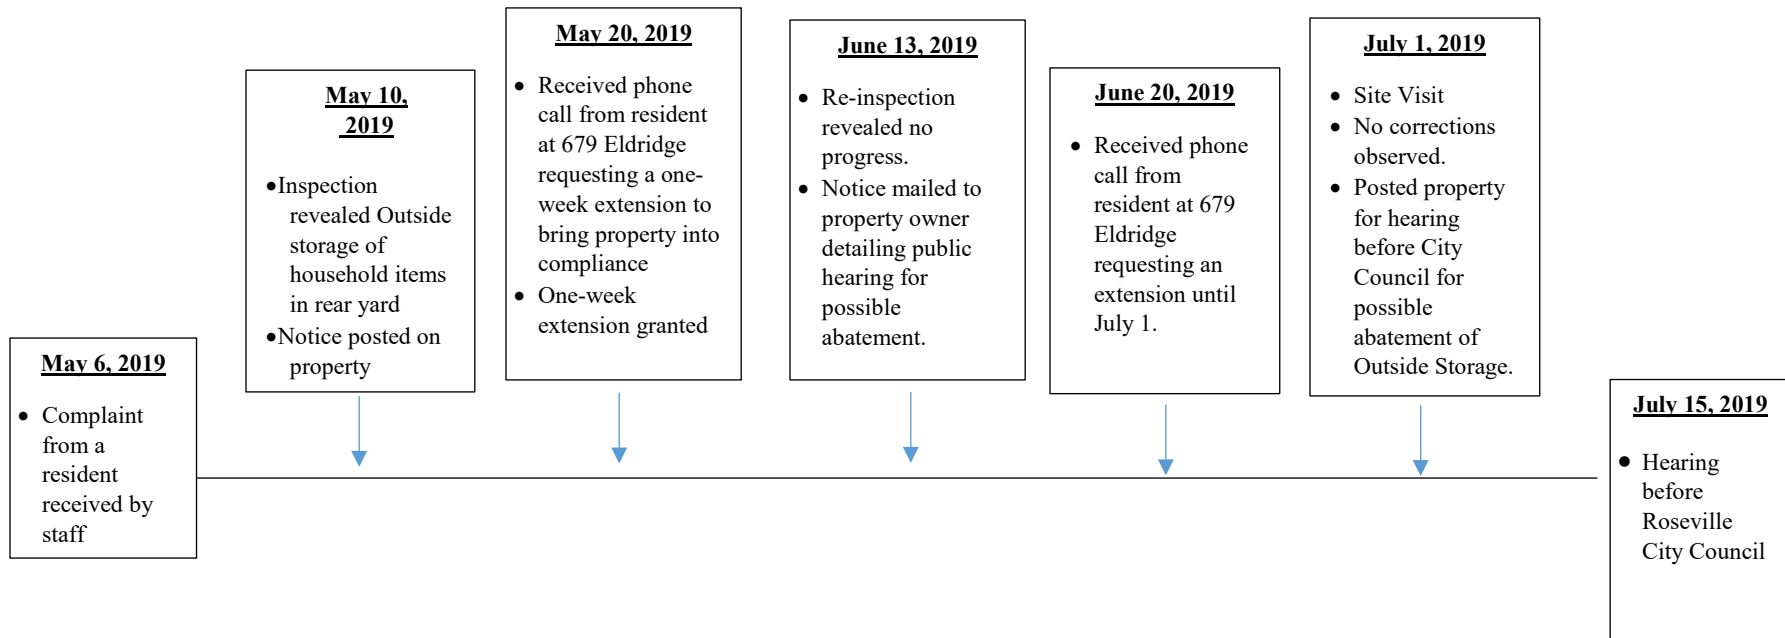 May 6, 2019
• Complaint
from a
resident
received by
staff
May 10,
2019
•Inspection
revealed Outside
storage of
household items
in rear yard
•Notice posted on
property
May 20, 2019
• Received phone
call from resident
at 679 Eldridge
requesting a one-
week extension to
bring property into
compliance
• One-week
extension granted
June 13, 2019
• Re-inspection
revealed no
progress.
• Notice mailed to
property owner
detailing public
hearing for
possible
abatement.
June 20, 2019
• Received phone
call from
resident at 679
Eldridge
requesting an
extension until
July 1.
July 1, 2019
• Site Visit
• No corrections
observed.
• Posted property
for hearing
before City
Council for
possible
abatement of
Outside Storage.
July 15, 2019
• Hearing
before
Roseville
City Council